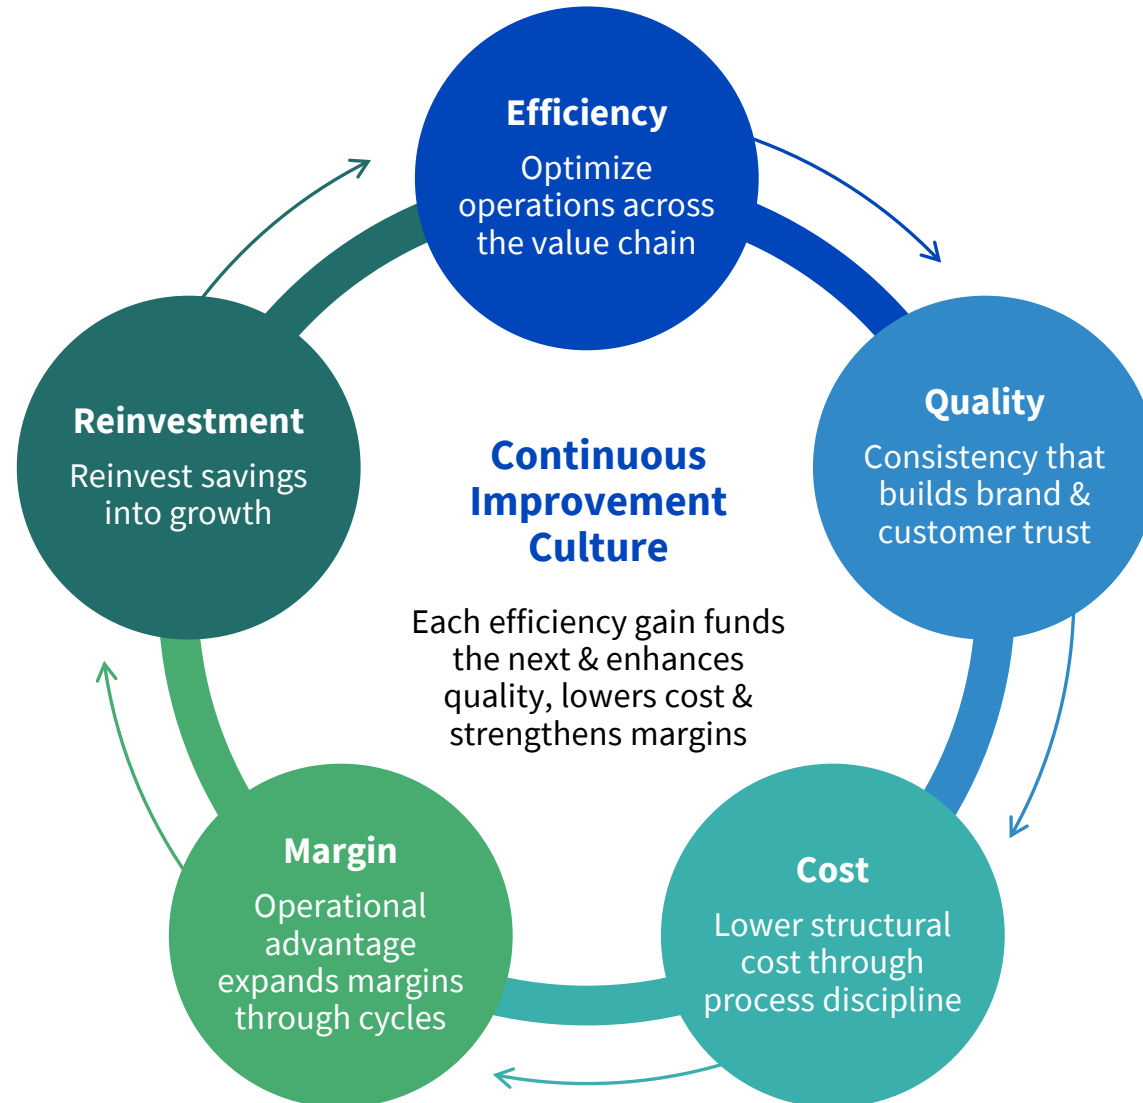 Efficiency
Optimize
operations across
the value chain
Quality
Consistency that
builds brand &
customer trust
Cost
Lower structural
cost through
process discipline
Margin
Operational
advantage
expands margins
through cycles
Reinvestment
Reinvest savings
into growth
Continuous
Improvement
Culture
Each efficiency gain funds
the next & enhances
quality, lowers cost &
strengthens margins